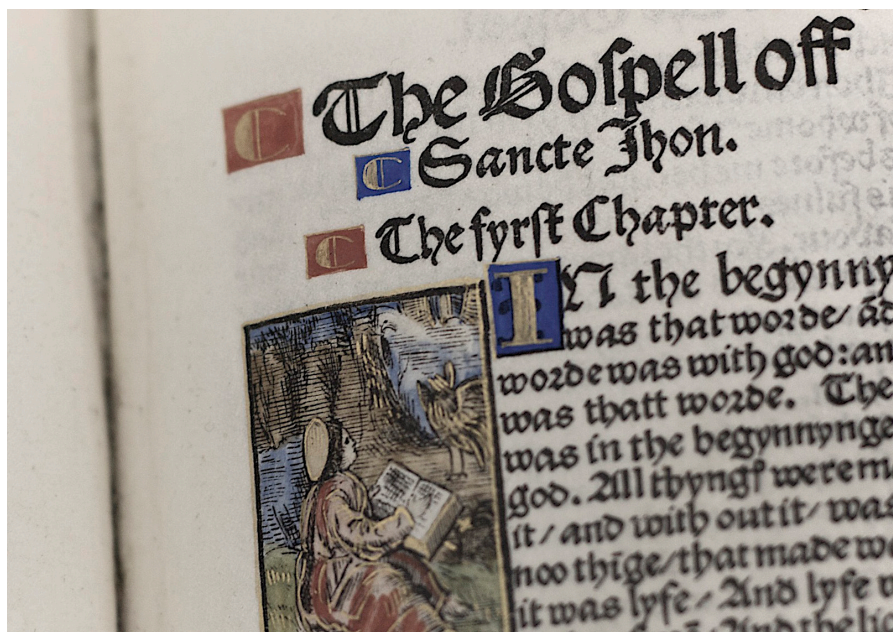 The Goſpell off
Sancte Jhon.
The fyrſt Chapter.
IN the begynny
was that worde/ ād
worde was with god: an
was thatt worde. The
was in the begynnynge
god. All thyngſ were m
it/ and with out it/ was
noo thīge/ that made w
it was lyfe/ And lyfe